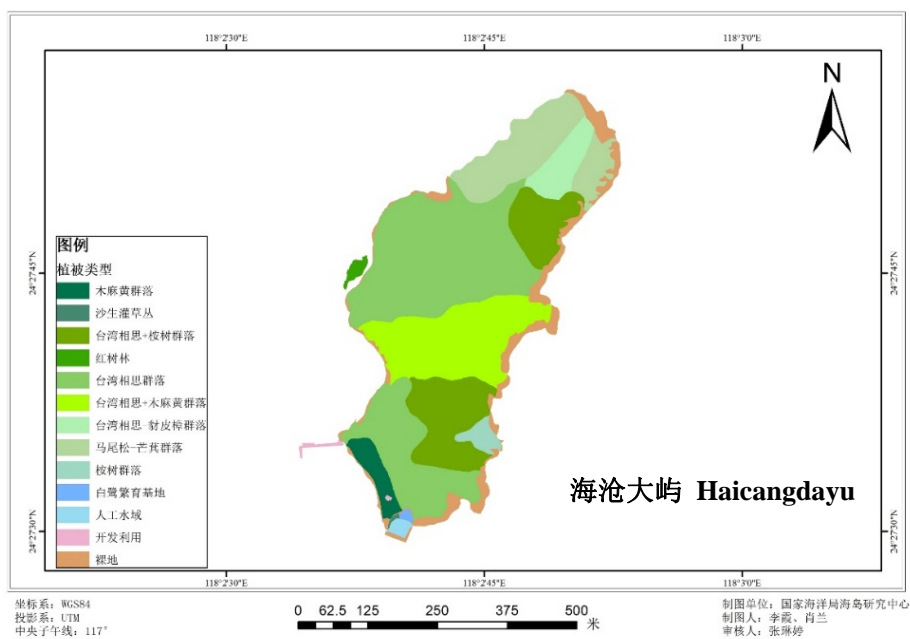 118°2'30"E 118°2'45"E 118°3'0"E
N
24°27'45"N 24°27'45"N
图例
植被类型
木麻黄群落
沙生灌草丛
台湾相思+桉树群落
红树林
台湾相思群落
台湾相思+木麻黄群落
台湾相思-豺皮樟群落
马尾松-芒萁群落
桉树群落
白鹭繁育基地
人工水域
开发利用
裸地
海沧大屿 Haicangdayu
24°27'30"N 24°27'30"N
118°2'30"E 118°2'45"E 118°3'0"E
坐标系：WGS84
投影系：UTM
中央子午线：117°
0 62.5 125 250 375 500
米
制图单位：国家海洋局海岛研究中心
制图人：李霞、肖兰
审核人：张琳婷